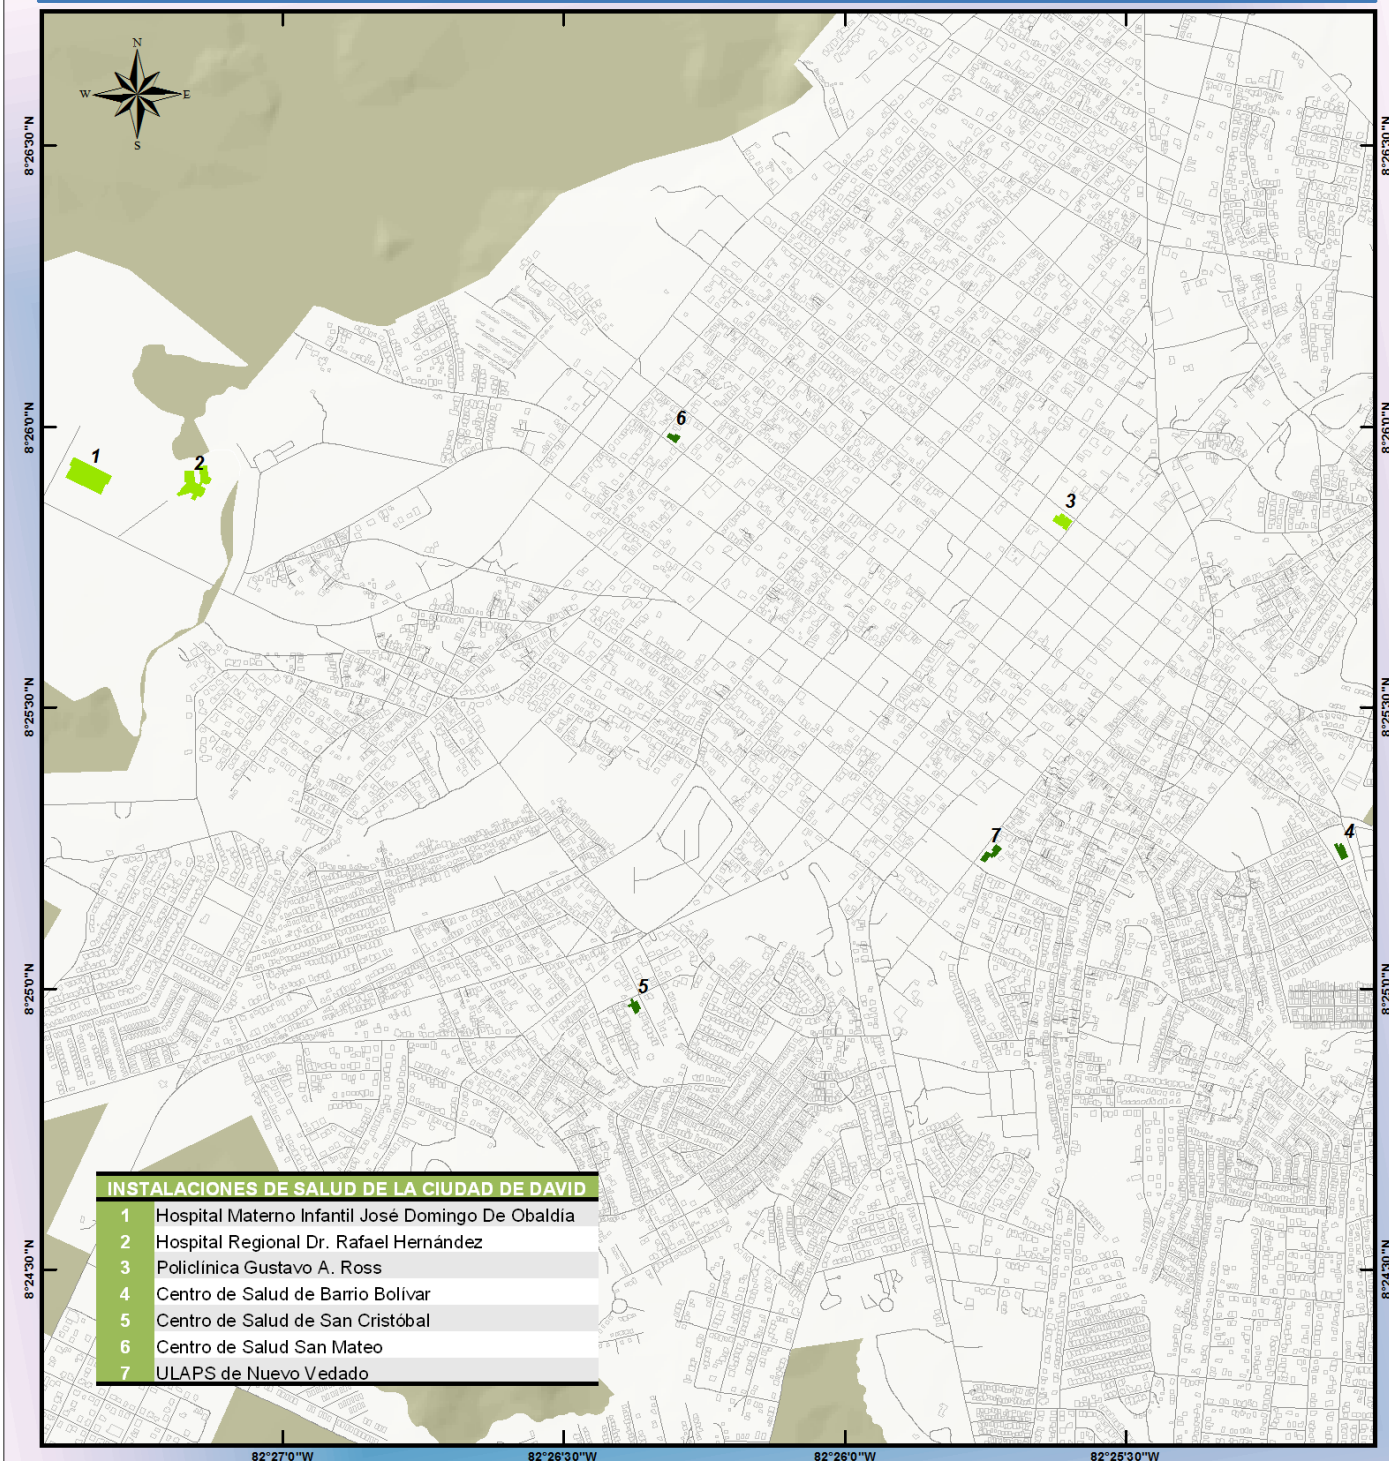 N
W E
S
8°26'30"N 8°26'30"N
8°26'0"N 8°26'0"N
6
1
2
3
8°25'30"N 8°25'30"N
7
4
8°25'0"N 8°25'0"N
5
INSTALACIONES DE SALUD DE LA CIUDAD DE DAVID
1 Hospital Materno Infantil José Domingo De Obaldía
2 Hospital Regional Dr. Rafael Hernández
3 Policlínica Gustavo A. Ross
4 Centro de Salud de Barrio Bolívar
5 Centro de Salud de San Cristóbal
6 Centro de Salud San Mateo
7 ULAPS de Nuevo Vedado
8°24'30"N 8°24'30"N
82°27'0"W 82°26'30"W 82°26'0"W 82°25'30"W